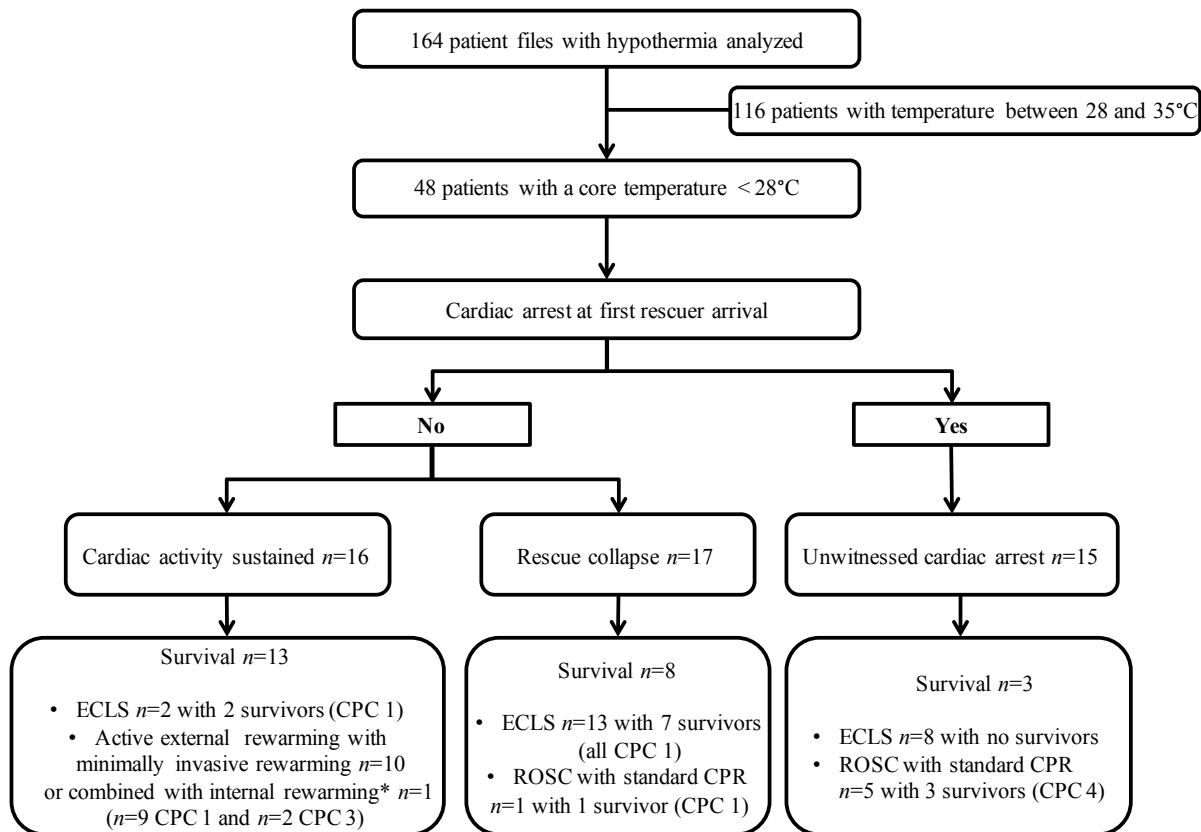 164 patient files with hypothermia analyzed
116 patients with temperature between 28 and 35°C
48 patients with a core temperature < 28°C
Cardiac arrest at first rescuer arrival
No
Yes
Cardiac activity sustained n=16
Rescue collapse n=17
Unwitnessed cardiac arrest n=15
Survival n=13
• ECLS n=2 with 2 survivors (CPC 1)
• Active external rewarming with
minimally invasive rewarming n=10
or combined with internal rewarming* n=1
(n=9 CPC 1 and n=2 CPC 3)
Survival n=8
• ECLS n=13 with 7 survivors
(all CPC 1)
• ROSC with standard CPR
n=1 with 1 survivor (CPC 1)
Survival n=3
• ECLS n=8 with no survivors
• ROSC with standard CPR
n=5 with 3 survivors (CPC 4)